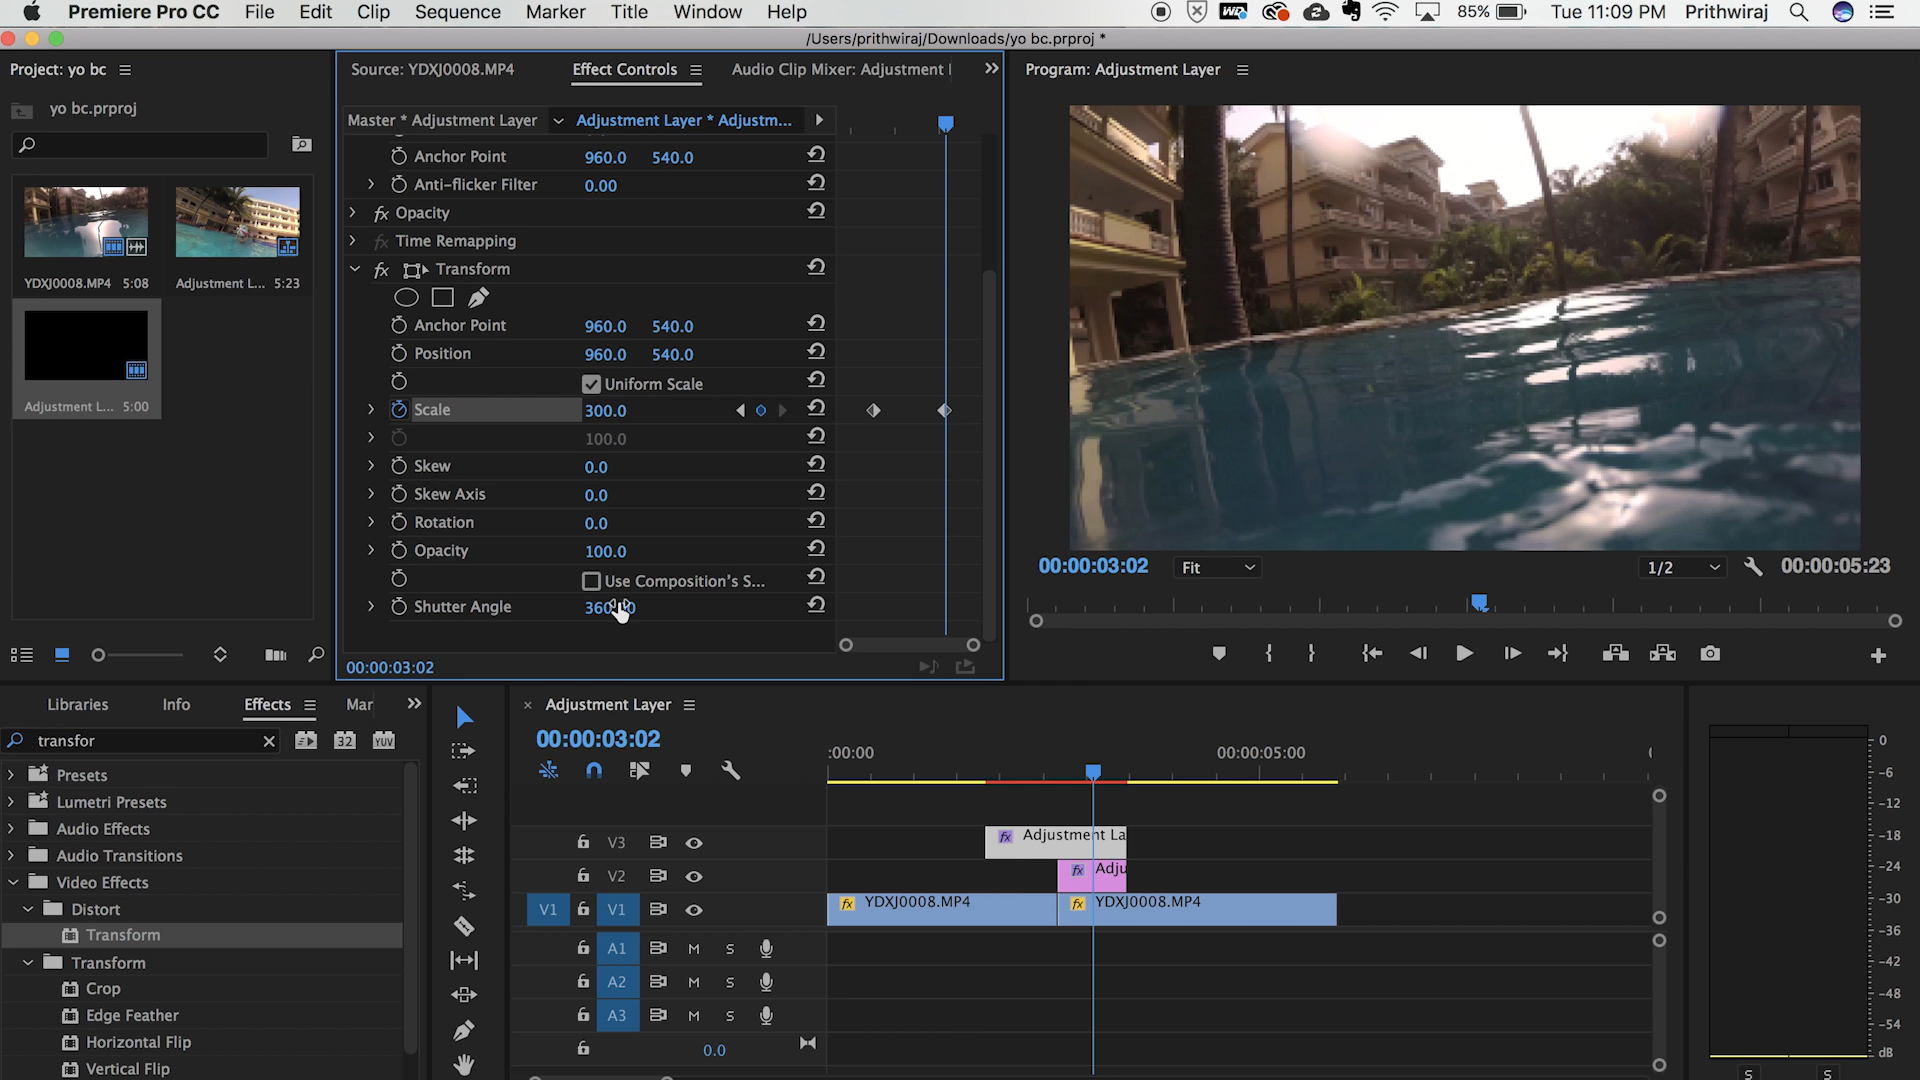 Premiere Pro CC File Edit Clip Sequence Marker Title Window Help
85% Tue 11:09 PM Prithwiraj
/Users/prithwiraj/Downloads/yo bc.prproj *
Project: yo bc
yo bc.prproj
YDXJ0008.MP4 5:08
Adjustment L... 5:23
Adjustment L... 5:00
Source: YDXJ0008.MP4
Effect Controls
Audio Clip Mixer: Adjustment
Master * Adjustment Layer
Adjustment Layer * Adjustm...
Anchor Point 960.0 540.0
Anti-flicker Filter 0.00
fx Opacity
fx Time Remapping
fx Transform
Anchor Point 960.0 540.0
Position 960.0 540.0
Uniform Scale
Scale 300.0
100.0
Skew 0.0
Skew Axis 0.0
Rotation 0.0
Opacity 100.0
Use Composition's S...
Shutter Angle
00:00:03:02
Program: Adjustment Layer
00:00:03:02
Fit
1/2
00:00:05:23
Libraries Info Effects Mar
transfor
32 YUV
Presets
Lumetri Presets
Audio Effects
Audio Transitions
Video Effects
Distort
Transform
Transform
Crop
Edge Feather
Horizontal Flip
Vertical Flip
× Adjustment Layer
00:00:03:02
:00:00 00:00:05:00
V3
fx Adjustment La
V2
fx Adju
V1 V1
fx YDXJ0008.MP4
fx YDXJ0008.MP4
A1 M S
A2 M S
A3 M S
0.0
0
-6
-12
-18
-24
-30
-36
-42
-48
-54
dB
S S